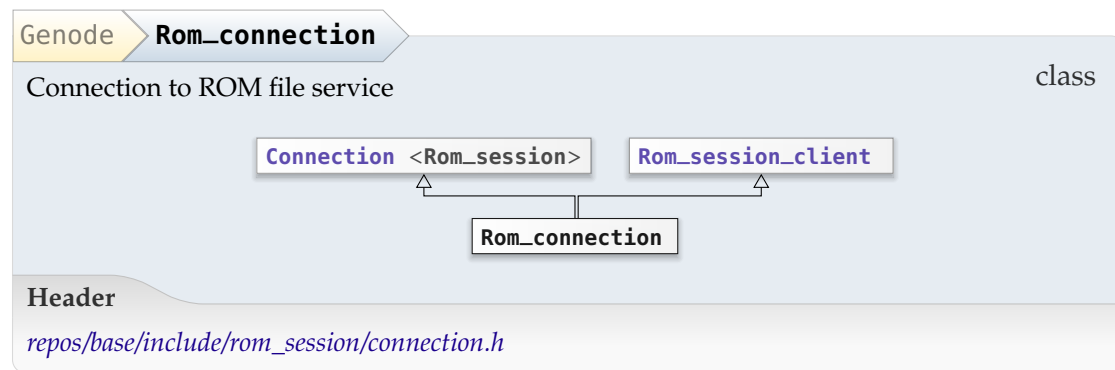 Genode Rom_connection
Connection to ROM file service class
Connection <Rom_session> Rom_session_client
Rom_connection
Header
repos/base/include/rom_session/connection.h